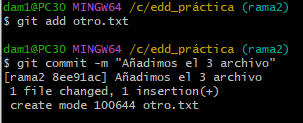 dam1@PC30 MINGW64 /c/edd_práctica (rama2)
$ git add otro.txt
dam1@PC30 MINGW64 /c/edd_práctica (rama2)
$ git commit -m "Añadimos el 3 archivo"
[rama2 8ee91ac] Añadimos el 3 archivo
1 file changed, 1 insertion(+)
create mode 100644 otro.txt